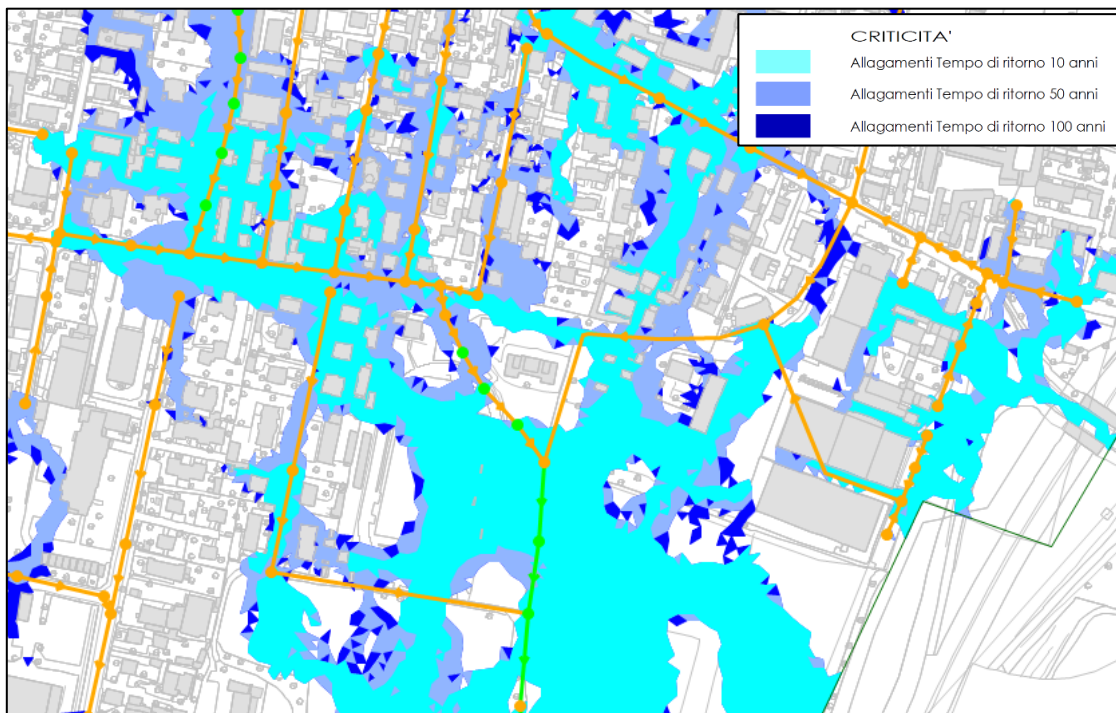 CRITICITA'
Allagamenti Tempo di ritorno 10 anni
Allagamenti Tempo di ritorno 50 anni
Allagamenti Tempo di ritorno 100 anni